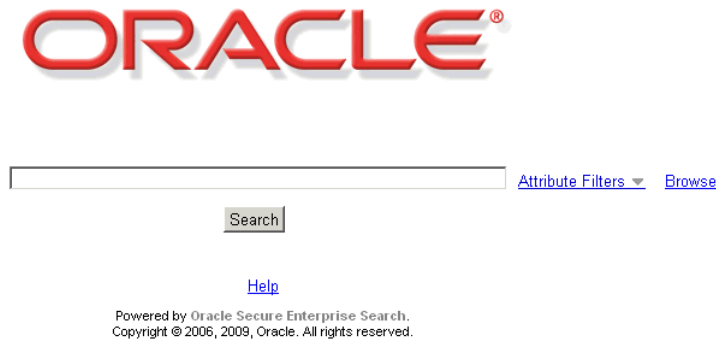 ORACLE®
Attribute Filters Browse
Search
Help
Powered by Oracle Secure Enterprise Search.
Copyright © 2006, 2009, Oracle. All rights reserved.